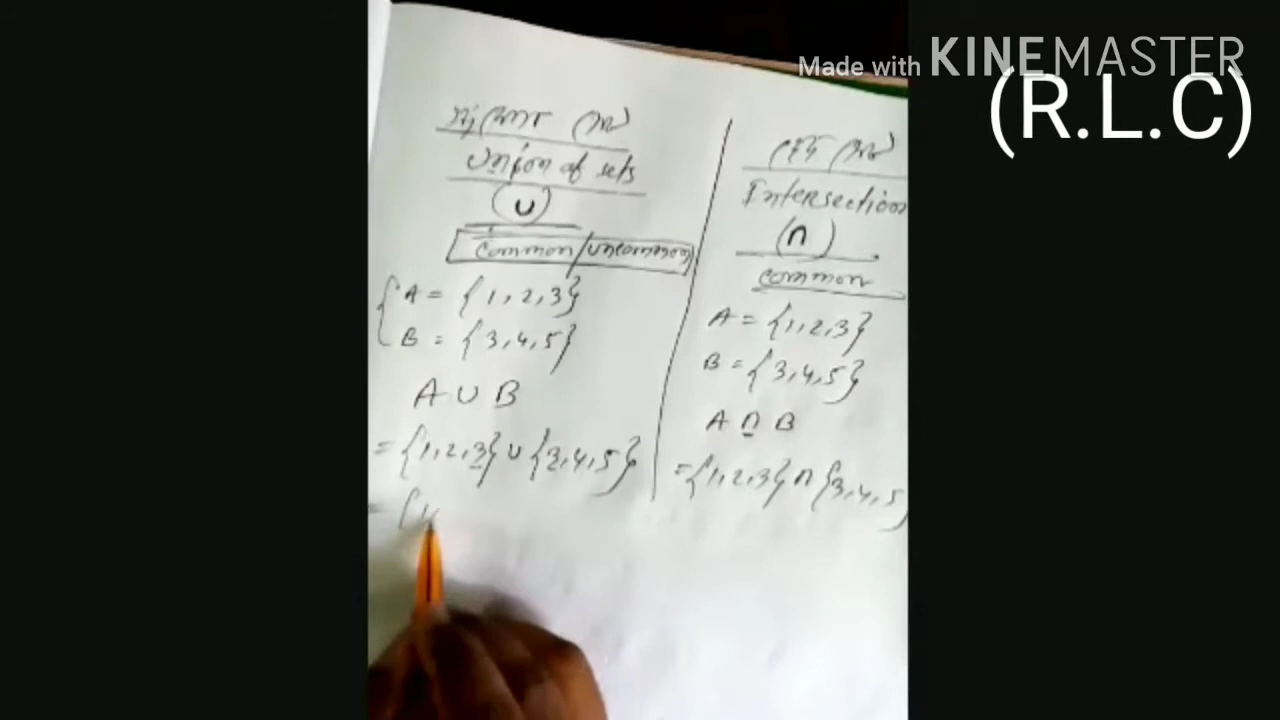 Made with KINEMASTER
(R.L.C)
সংযোগ সেট
Union of sets
(∪)
common/uncommon
A = {1, 2, 3}
B = {3, 4, 5}
A ∪ B
= {1, 2, 3} ∪ {3, 4, 5}
= {1,
ছেদ সেট
Intersection
(∩)
common
A = {1, 2, 3}
B = {3, 4, 5}
A ∩ B
= {1, 2, 3} ∩ {3, 4, 5